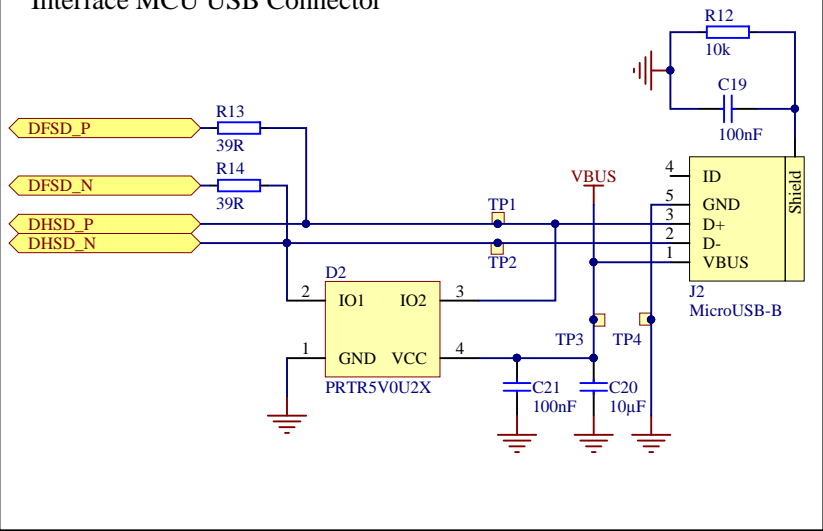 Interface MCU USB Connector
R12
10k
C19
100nF
DFSD_P
R13
39R
DFSD_N
R14
39R
DHSD_P
DHSD_N
TP1
TP2
VBUS
4 ID
5 GND
3 D+
2 D-
1 VBUS
Shield
J2
MicroUSB-B
D2
2 IO1 IO2 3
1 GND VCC 4
PRTR5V0U2X
TP3 TP4
C21
100nF
C20
10µF